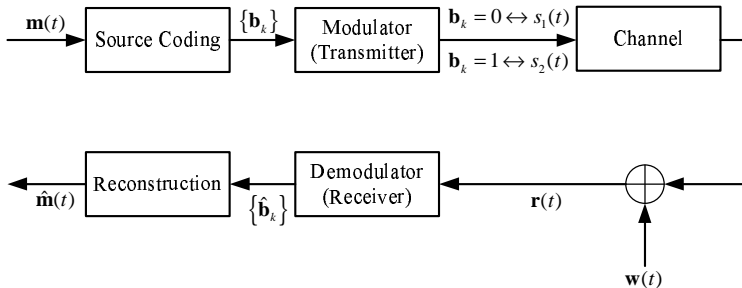 m(t)
Source Coding
{b_k}
Modulator
(Transmitter)
b_k = 0 ↔ s_1(t)
b_k = 1 ↔ s_2(t)
Channel
m̂(t)
Reconstruction
{b̂_k}
Demodulator
(Receiver)
r(t)
w(t)